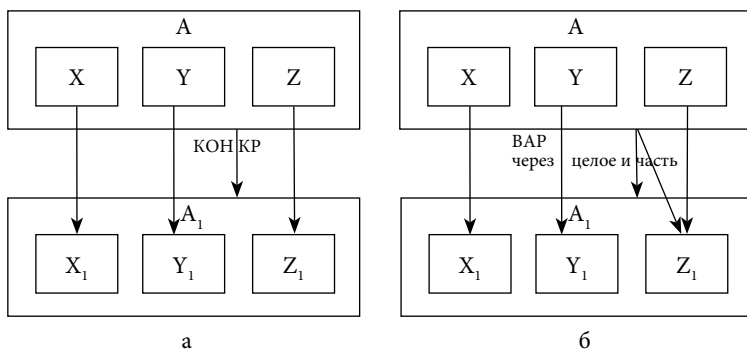 A
X Y Z
КОН КР
A₁
X₁ Y₁ Z₁
а
A
X Y Z
ВАР
через целое и часть
A₁
X₁ Y₁ Z₁
б